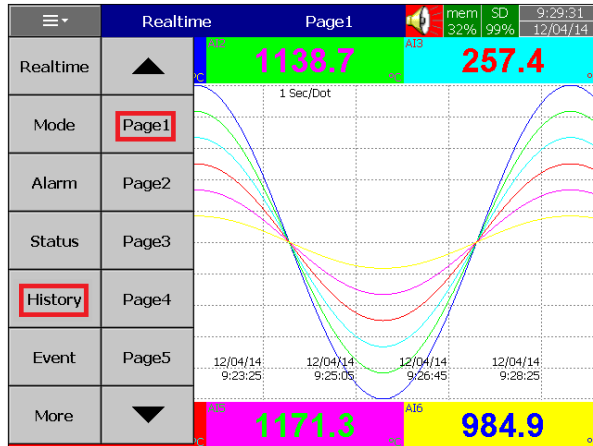 Realtime Page1 mem SD 9:29:31
32% 99% 12/04/14
Realtime
Mode Page1
Alarm Page2
Status Page3
History Page4
Event Page5
More
AI2 1138.7 °C
AI3 257.4 °
°C
1 Sec/Dot
12/04/14 12/04/14 12/04/14 12/04/14
9:23:25 9:25:05 9:26:45 9:28:25
AI5 1171.3 °C
AI6 984.9 °
°C